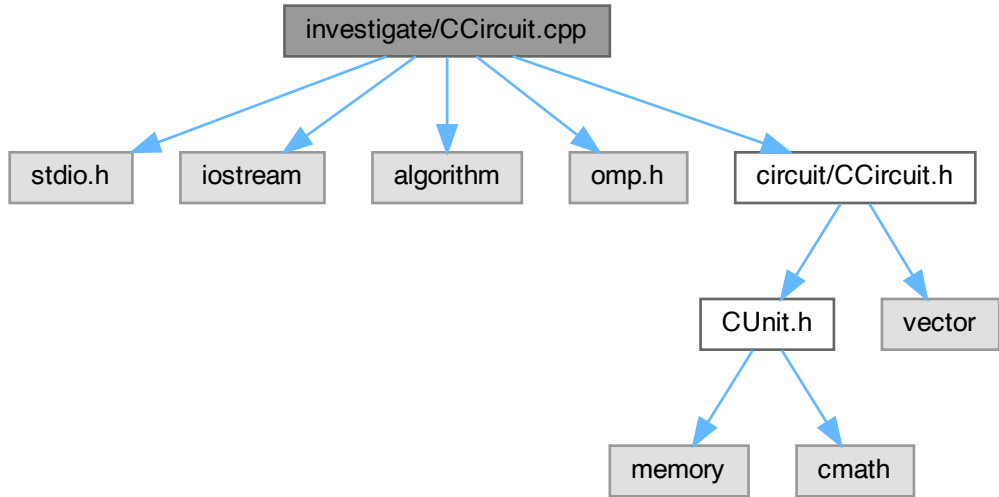 investigate/CCircuit.cpp
stdio.h
iostream
algorithm
omp.h
circuit/CCircuit.h
CUnit.h
vector
memory
cmath